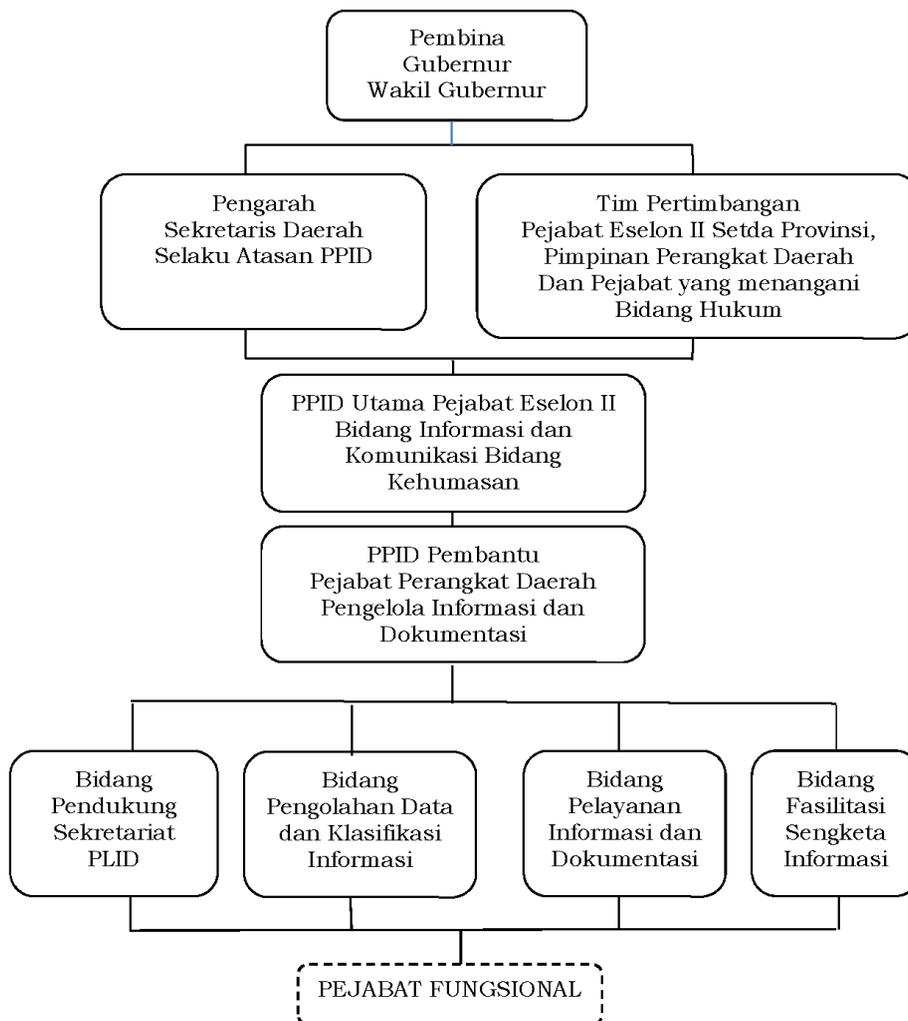 Pembina
Gubernur
Wakil Gubernur
Pengarah
Sekretaris Daerah
Selaku Atasan PPID
Tim Pertimbangan
Pejabat Eselon II Setda Provinsi,
Pimpinan Perangkat Daerah
Dan Pejabat yang menangani
Bidang Hukum
PPID Utama Pejabat Eselon II
Bidang Informasi dan
Komunikasi Bidang
Kehumasan
PPID Pembantu
Pejabat Perangkat Daerah
Pengelola Informasi dan
Dokumentasi
Bidang
Pendukung
Sekretariat
PLID
Bidang
Pengolahan Data
dan Klasifikasi
Informasi
Bidang
Pelayanan
Informasi dan
Dokumentasi
Bidang
Fasilitasi
Sengketa
Informasi
PEJABAT FUNGSIONAL